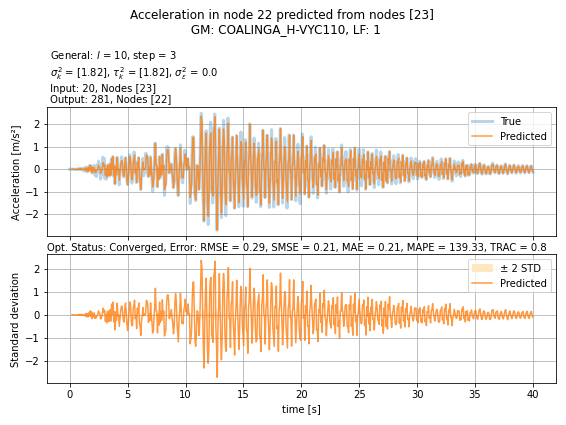 Acceleration in node 22 predicted from nodes [23]
GM: COALINGA_H-VYC110, LF: 1
General: l = 10, step = 3
σ²ₖ = [1.82], τ²ₖ = [1.82], σ²ε = 0.0
Input: 20, Nodes [23]
Output: 281, Nodes [22]
Acceleration [m/s²]
2
1
0
−1
−2
True
Predicted
Opt. Status: Converged, Error: RMSE = 0.29, SMSE = 0.21, MAE = 0.21, MAPE = 139.33, TRAC = 0.8
Standard deviation
2
1
0
−1
−2
± 2 STD
Predicted
0 5 10 15 20 25 30 35 40
time [s]